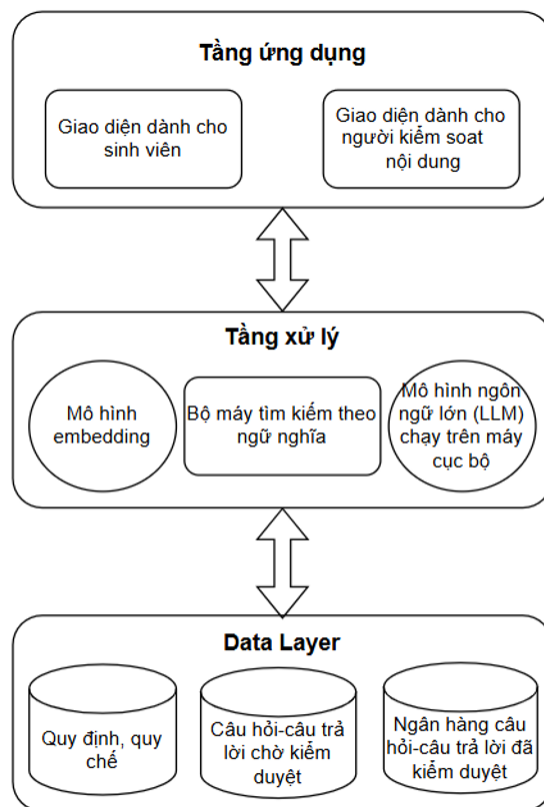 Tầng ứng dụng
Giao diện dành cho
sinh viên
Giao diện dành cho
người kiểm soat
nội dung
Tầng xử lý
Mô hình
embedding
Bộ máy tìm kiếm theo
ngữ nghĩa
Mô hình ngôn
ngữ lớn (LLM)
chạy trên máy
cục bộ
Data Layer
Quy định, quy
chế
Câu hỏi-câu trả
lời chờ kiểm
duyệt
Ngân hàng câu
hỏi-câu trả lời đã
kiểm duyệt